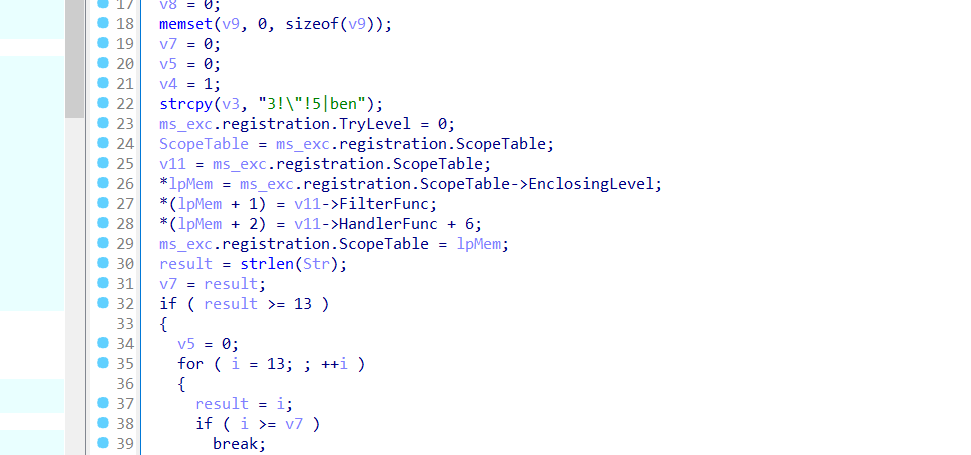 17 v8 = 0;
18 memset(v9, 0, sizeof(v9));
19 v7 = 0;
20 v5 = 0;
21 v4 = 1;
22 strcpy(v3, "3!\"!5|ben");
23 ms_exc.registration.TryLevel = 0;
24 ScopeTable = ms_exc.registration.ScopeTable;
25 v11 = ms_exc.registration.ScopeTable;
26 *lpMem = ms_exc.registration.ScopeTable->EnclosingLevel;
27 *(lpMem + 1) = v11->FilterFunc;
28 *(lpMem + 2) = v11->HandlerFunc + 6;
29 ms_exc.registration.ScopeTable = lpMem;
30 result = strlen(Str);
31 v7 = result;
32 if ( result >= 13 )
33 {
34 v5 = 0;
35 for ( i = 13; ; ++i )
36 {
37 result = i;
38 if ( i >= v7 )
39 break;